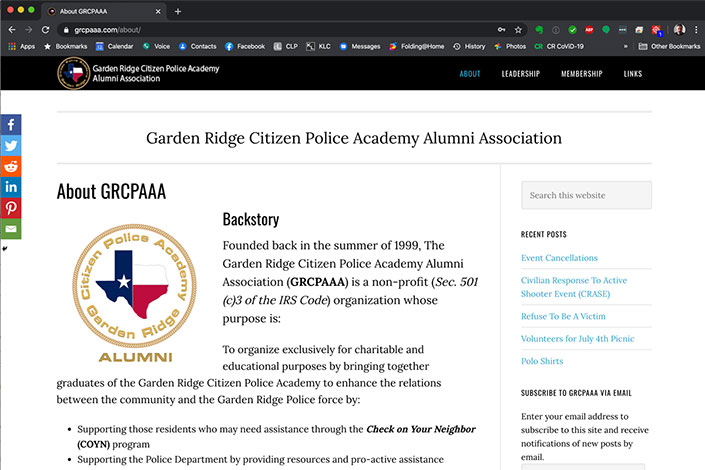 About GRCPAAA
grcpaaa.com/about/
Apps Bookmarks Calendar Voice Contacts Facebook CLP KLC Messages Folding@Home History Photos CR CoViD-19 » Other Bookmarks
Garden Ridge Citizen Police Academy
Alumni Association
ABOUT LEADERSHIP MEMBERSHIP LINKS
Garden Ridge Citizen Police Academy Alumni Association
About GRCPAAA
Citizen Police Academy
Garden Ridge
ALUMNI
Backstory
Founded back in the summer of 1999, The
Garden Ridge Citizen Police Academy Alumni
Association (GRCPAAA) is a non-profit (Sec. 501
(c)3 of the IRS Code) organization whose
purpose is:
To organize exclusively for charitable and
educational purposes by bringing together
graduates of the Garden Ridge Citizen Police Academy to enhance the relations
between the community and the Garden Ridge Police force by:
• Supporting those residents who may need assistance through the Check on Your Neighbor
(COYN) program
• Supporting the Police Department by providing resources and pro-active assistance
Search this website
RECENT POSTS
Event Cancellations
Civilian Response To Active
Shooter Event (CRASE)
Refuse To Be A Victim
Volunteers for July 4th Picnic
Polo Shirts
SUBSCRIBE TO GRCPAAA VIA EMAIL
Enter your email address to
subscribe to this site and receive
notifications of new posts by
email.